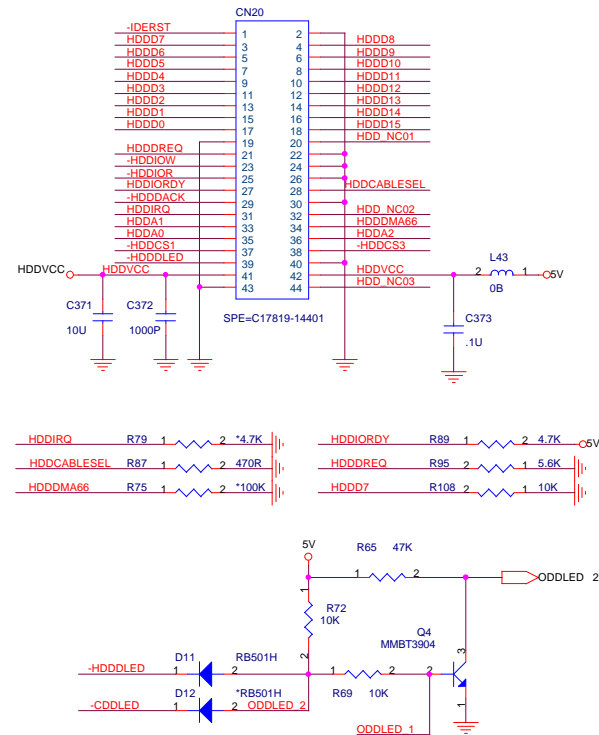 CN20
-IDERST 1 2
HDDD7 3 4 HDDD8
HDDD6 5 6 HDDD9
HDDD5 7 8 HDDD10
HDDD4 9 10 HDDD11
HDDD3 11 12 HDDD12
HDDD2 13 14 HDDD13
HDDD1 15 16 HDDD14
HDDD0 17 18 HDDD15
19 20 HDD_NC01
HDDDREQ 21 22
-HDDIOW 23 24
-HDDIOR 25 26
HDDIORDY 27 28 HDDCABLESEL
-HDDDACK 29 30
HDDIRQ 31 32 HDD_NC02
HDDA1 33 34 HDDDMA66
HDDA0 35 36 HDDA2
-HDDCS1 37 38 -HDDCS3
-HDDDLED 39 40
HDDVCC HDDVCC 41 42 HDDVCC 2 L43 1 5V
0B
43 44 HDD_NC03
C371 C372 C373
10U 1000P .1U
SPE=C17819-14401
HDDIRQ R79 1 2 *4.7K
HDDCABLESEL R87 1 2 470R
HDDDMA66 R75 1 2 *100K
HDDIORDY R89 1 2 4.7K 5V
HDDDREQ R95 2 5.6K
HDDD7 R108 2 1 10K
5V
R65 47K
1 2
ODDLED 2
1
R72
10K
2
Q4
MMBT3904
3
2
1
D11 RB501H
-HDDDLED 1 2
D12 *RB501H
-CDDLED 1 2 ODDLED_2
1 2
R69 10K
ODDLED_1